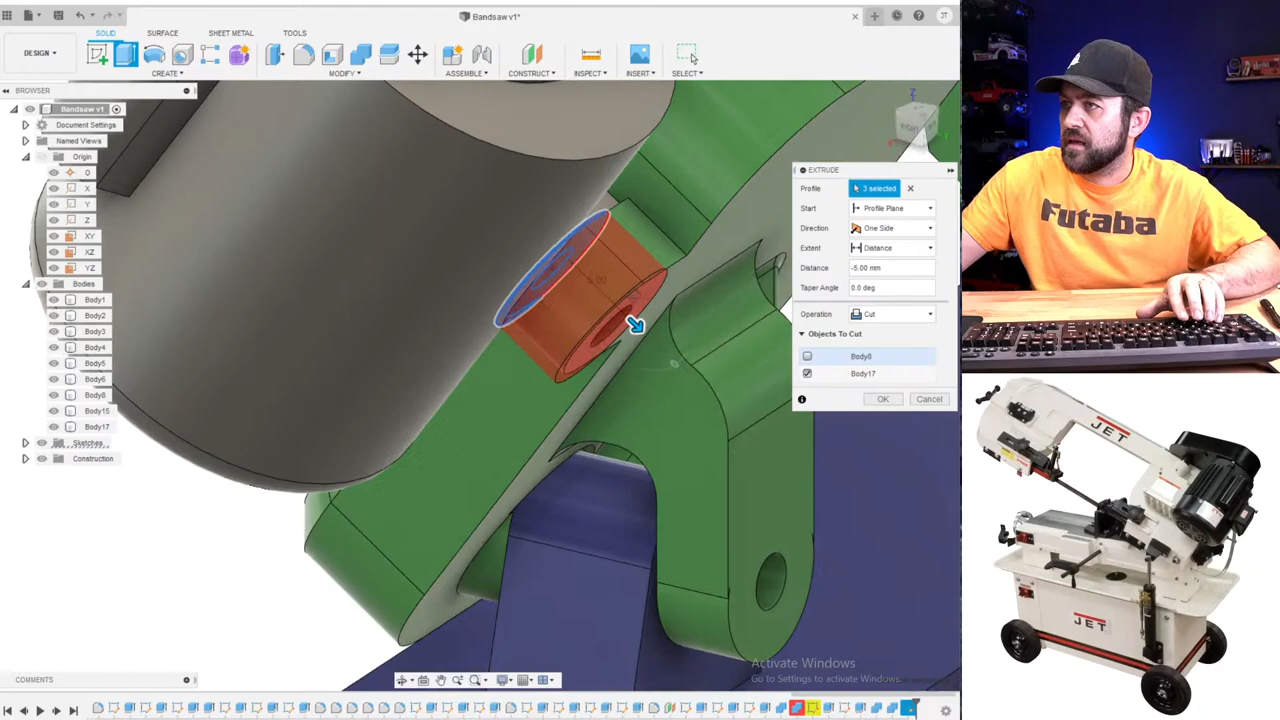 Bandsaw v1*
JT
DESIGN
SOLID
SURFACE
SHEET METAL
TOOLS
CREATE
MODIFY
ASSEMBLE
CONSTRUCT
INSPECT
INSERT
SELECT
BROWSER
Bandsaw v1
Document Settings
Named Views
Origin
O
X
Y
Z
XY
XZ
YZ
Bodies
Body1
Body2
Body3
Body4
Body5
Body6
Body8
Body15
Body17
Sketches
Construction
Z
5.00
EXTRUDE
Profile 3 selected
Start Profile Plane
Direction One Side
Extent Distance
Distance -5.00 mm
Taper Angle 0.0 deg
Operation Cut
Objects To Cut
Body8
Body17
OK Cancel
Activate Windows
Go to Settings to activate Windows.
COMMENTS
Futaba
JET
JET